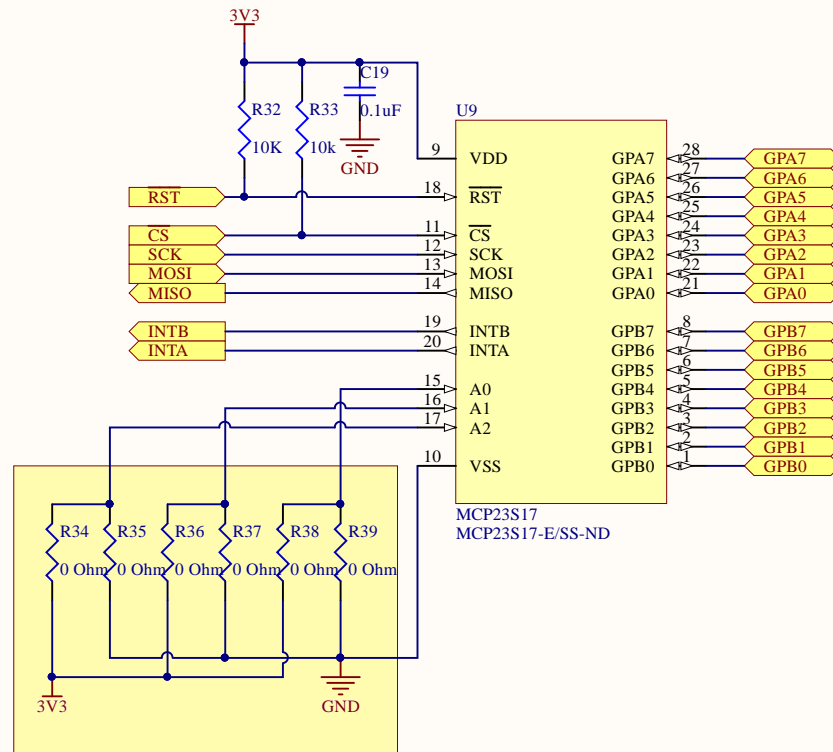 3V3
C19
0.1uF
R32
10K
R33
10k
GND
U9
9 VDD
18 RST
RST
CS
11 CS
SCK
12 SCK
MOSI
13 MOSI
MISO
14 MISO
INTB
19 INTB
INTA
20 INTA
15 A0
16 A1
17 A2
10 VSS
GPA7 28 GPA7
GPA6 27 GPA6
GPA5 26 GPA5
GPA4 25 GPA4
GPA3 24 GPA3
GPA2 23 GPA2
GPA1 22 GPA1
GPA0 21 GPA0
GPB7 8 GPB7
GPB6 7 GPB6
GPB5 6 GPB5
GPB4 5 GPB4
GPB3 4 GPB3
GPB2 3 GPB2
GPB1 2 GPB1
GPB0 1 GPB0
MCP23S17
MCP23S17-E/SS-ND
R34
0 Ohm
R35
0 Ohm
R36
0 Ohm
R37
0 Ohm
R38
0 Ohm
R39
0 Ohm
3V3
GND